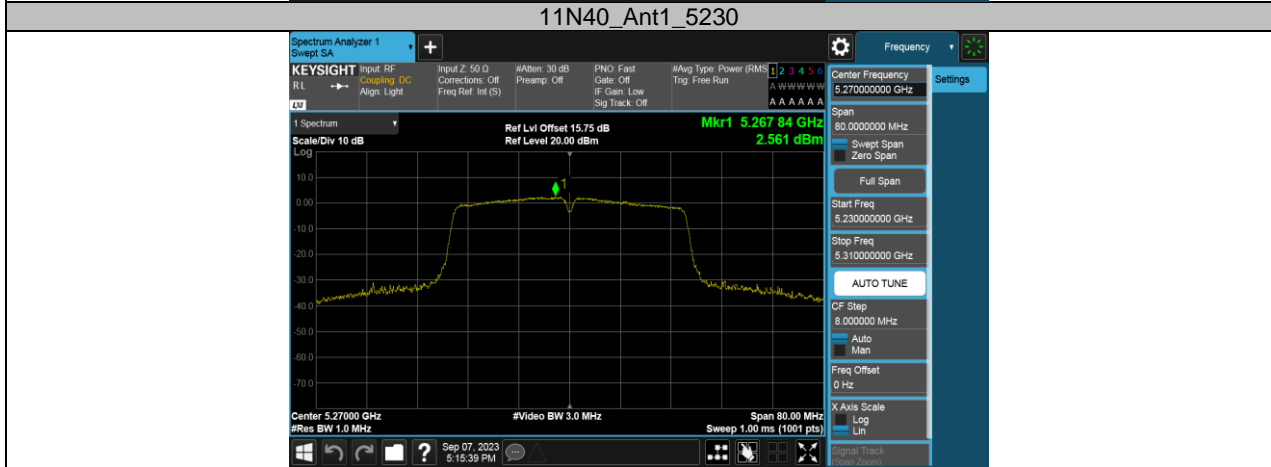 11N40_Ant1_5230
Spectrum Analyzer 1
Swept SA
+
Frequency
KEYSIGHT
RL
LXI
Input: RF
Coupling: DC
Align: Light
Input Z: 50 Ω
Corrections: Off
Freq Ref: Int (S)
#Atten: 30 dB
Preamp: Off
PNO: Fast
Gate: Off
IF Gain: Low
Sig Track: Off
#Avg Type: Power (RMS
Trig: Free Run
1 2 3 4 5 6
A W W W W W
A A A A A A
1 Spectrum
Scale/Div 10 dB
Ref Lvl Offset 15.75 dB
Ref Level 20.00 dBm
Mkr1 5.267 84 GHz
2.561 dBm
Log
10.0
0.00
-10.0
-20.0
-30.0
-40.0
-50.0
-60.0
-70.0
1
Center 5.27000 GHz
#Res BW 1.0 MHz
#Video BW 3.0 MHz
Span 80.00 MHz
Sweep 1.00 ms (1001 pts)
Sep 07, 2023
5:15:39 PM
?
Center Frequency
5.270000000 GHz
Settings
Span
80.0000000 MHz
Swept Span
Zero Span
Full Span
Start Freq
5.230000000 GHz
Stop Freq
5.310000000 GHz
AUTO TUNE
CF Step
8.000000 MHz
Auto
Man
Freq Offset
0 Hz
X Axis Scale
Log
Lin
Signal Track
(Span Zoom)